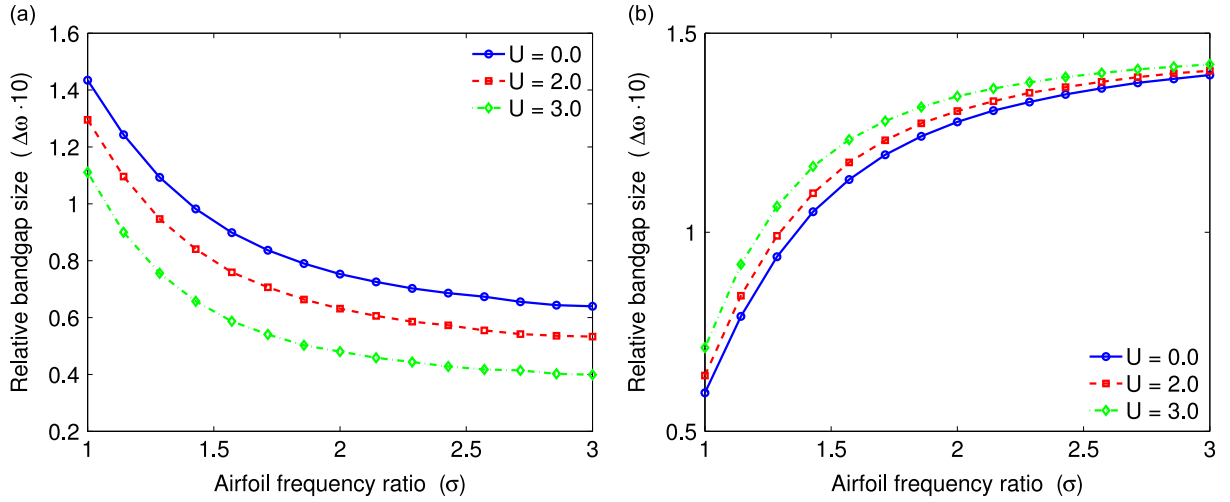 (a)
Relative bandgap size ( Δω · 10)
1.6
1.4
1.2
1
0.8
0.6
0.4
0.2
U = 0.0
U = 2.0
U = 3.0
1 1.5 2 2.5 3
Airfoil frequency ratio (σ)
(b)
Relative bandgap size ( Δω · 10)
1.5
1
0.5
U = 0.0
U = 2.0
U = 3.0
1 1.5 2 2.5 3
Airfoil frequency ratio (σ)